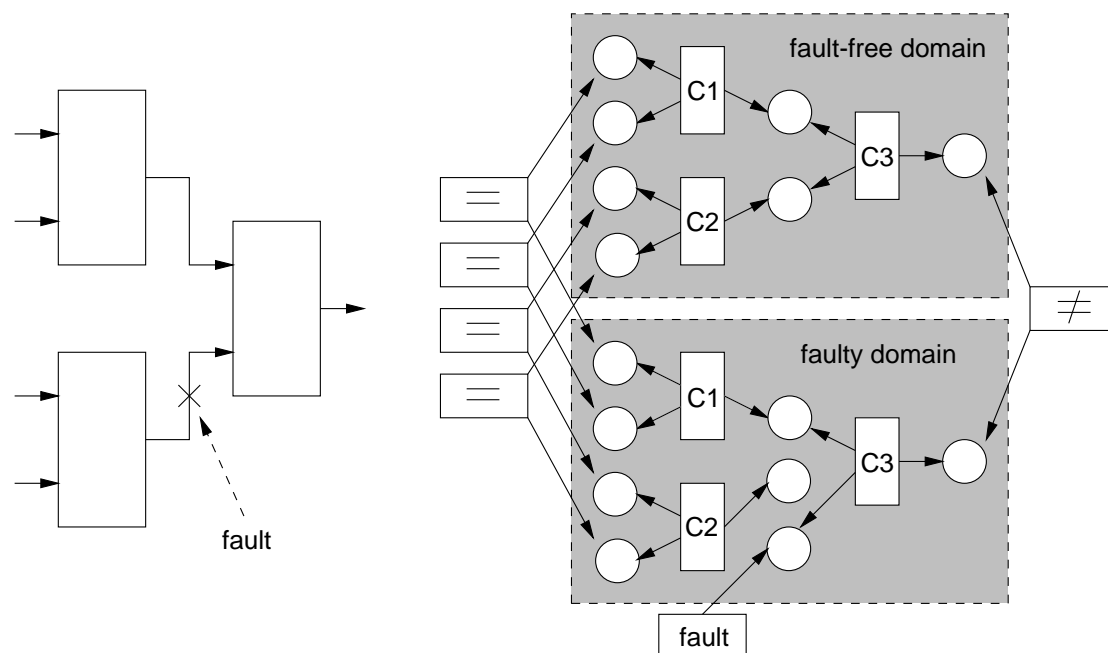 fault-free domain
C1
C3
C2
=
=
=
=
≠
faulty domain
C1
C3
C2
fault
fault